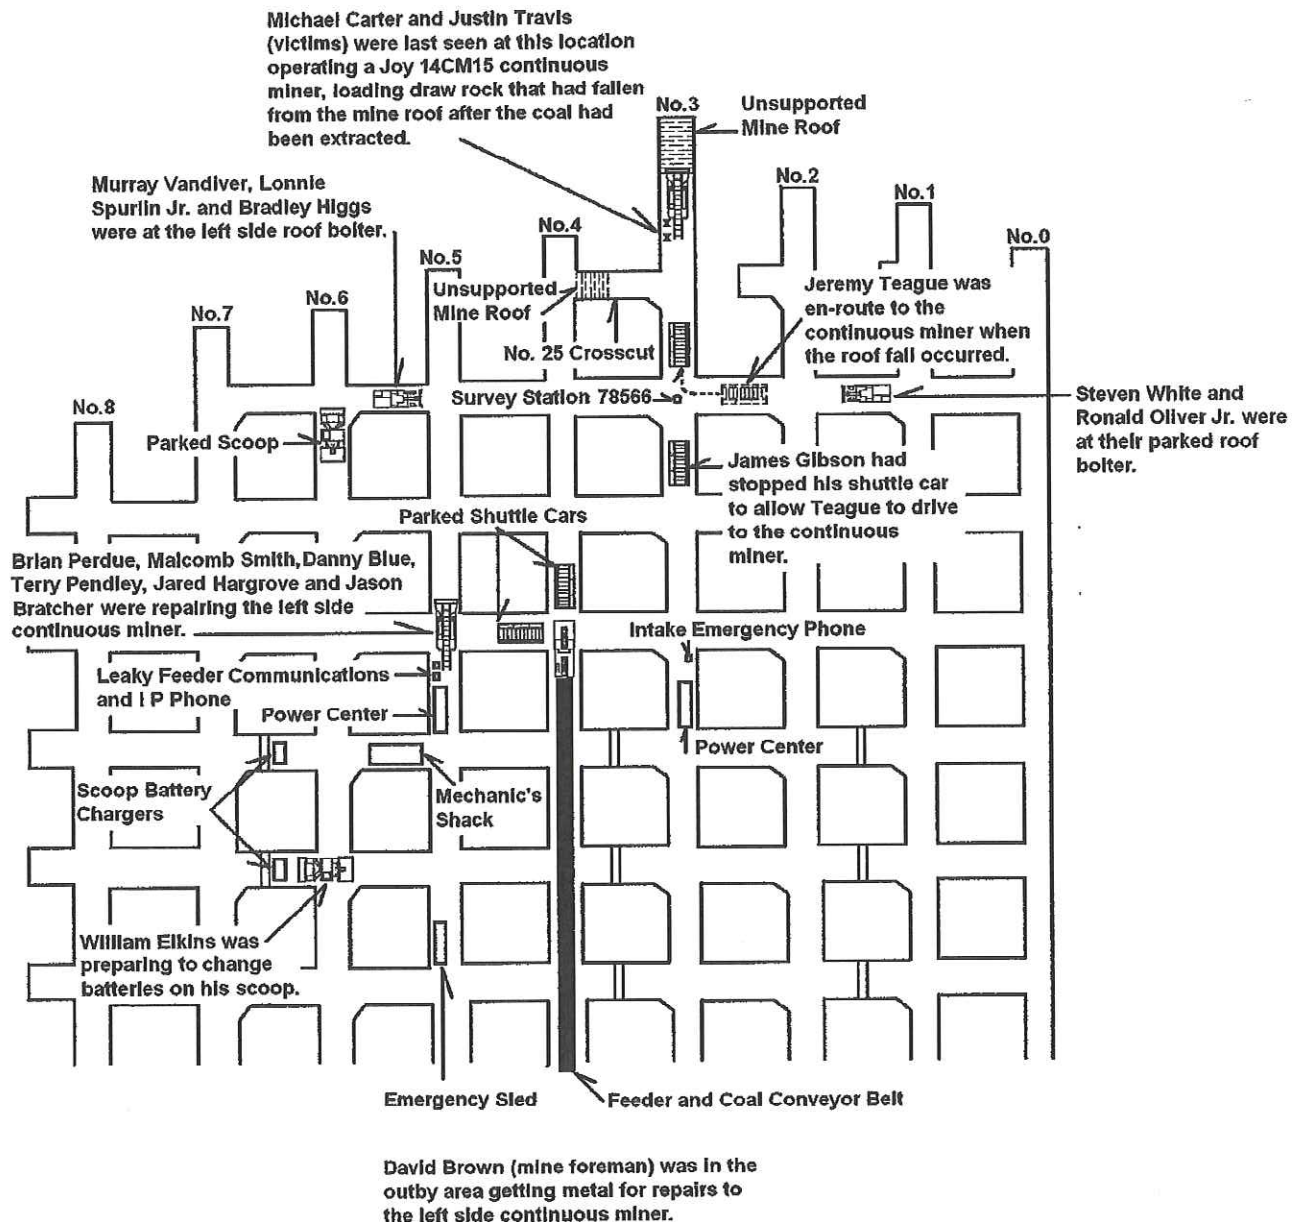 Michael Carter and Justin Travis
(victims) were last seen at this location
operating a Joy 14CM15 continuous
miner, loading draw rock that had fallen
from the mine roof after the coal had
been extracted.
No.3
Unsupported
Mine Roof
Murray Vandiver, Lonnie
Spurlin Jr. and Bradley Higgs
were at the left side roof bolter.
No.2
No.1
No.0
No.4
No.5
No.6
No.7
No.8
Unsupported
Mine Roof
No. 25 Crosscut
Jeremy Teague was
en-route to the
continuous miner when
the roof fall occurred.
Survey Station 78566
Steven White and
Ronald Oliver Jr. were
at their parked roof
bolter.
Parked Scoop
James Gibson had
stopped his shuttle car
to allow Teague to drive
to the continuous
miner.
Parked Shuttle Cars
Brian Perdue, Malcomb Smith,Danny Blue,
Terry Pendley, Jared Hargrove and Jason
Bratcher were repairing the left side
continuous miner.
Intake Emergency Phone
Leaky Feeder Communications
and I P Phone
Power Center
Power Center
Scoop Battery
Chargers
Mechanic's
Shack
William Elkins was
preparing to change
batteries on his scoop.
Emergency Sled
Feeder and Coal Conveyor Belt
David Brown (mine foreman) was in the
outby area getting metal for repairs to
the left side continuous miner.